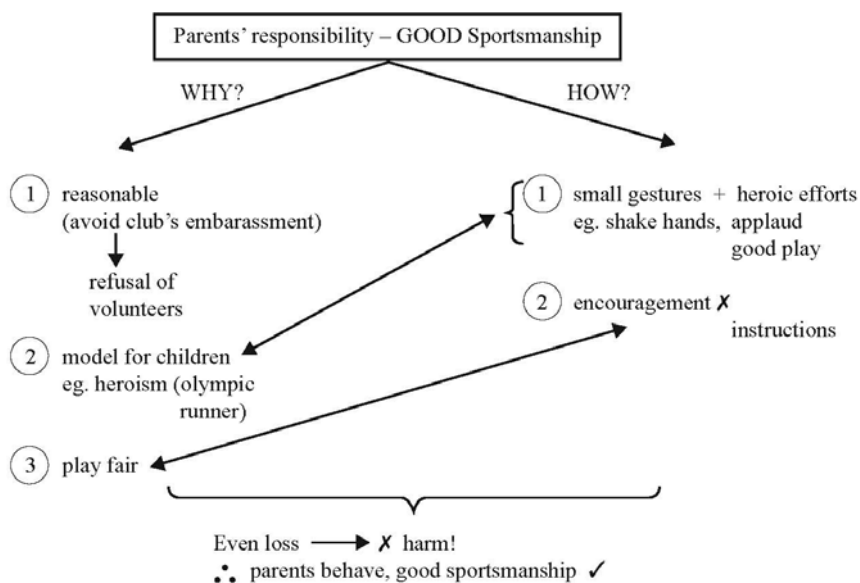 Parents' responsibility – GOOD Sportsmanship
WHY?
HOW?
1 reasonable
(avoid club's embarassment)
refusal of
volunteers
2 model for children
eg. heroism (olympic
runner)
3 play fair
1 small gestures + heroic efforts
eg. shake hands, applaud
good play
2 encouragement ✗
instructions
Even loss ⟶ ✗ harm!
∴ parents behave, good sportsmanship ✓